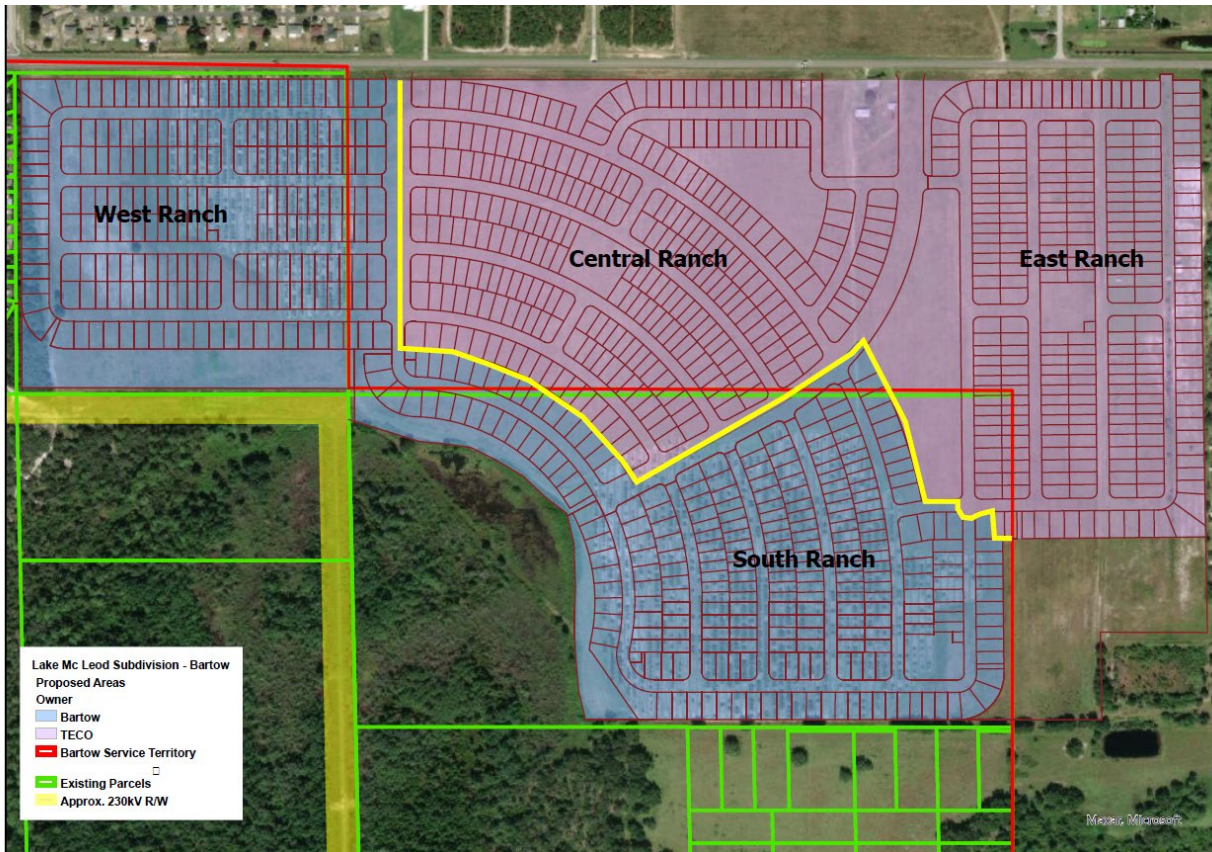 West Ranch
Central Ranch
East Ranch
South Ranch
Lake Mc Leod Subdivision - Bartow
Proposed Areas
Owner
Bartow
TECO
Bartow Service Territory
Existing Parcels
Approx. 230kV R/W
Maxar, Microsoft